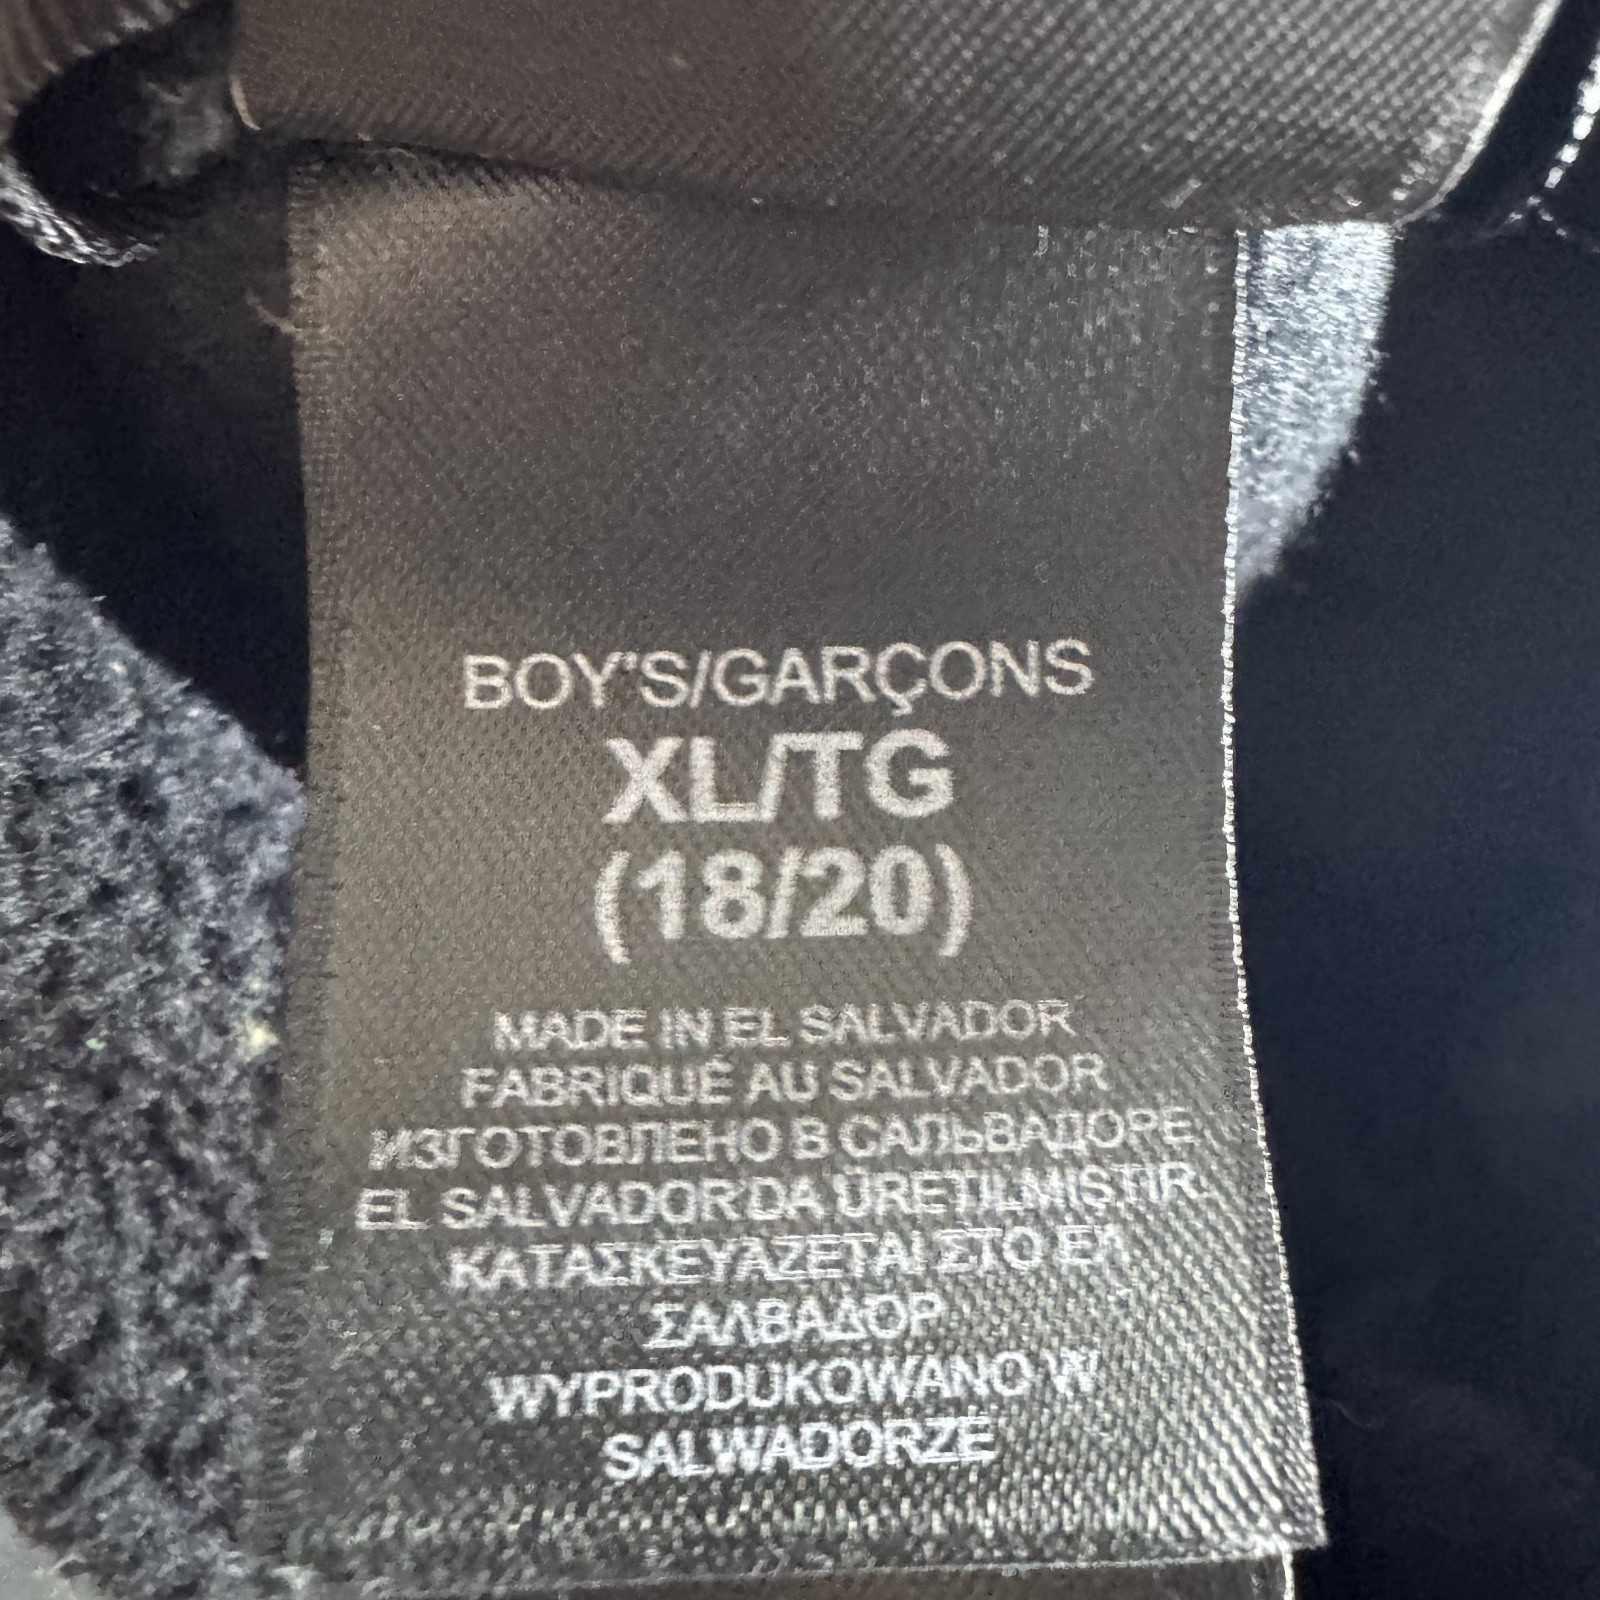 BOY'S/GARÇONS
XL/TG
(18/20)
MADE IN EL SALVADOR
FABRIQUÉ AU SALVADOR
ИЗГОТОВЛЕНО В САЛЬВАДОРЕ
EL SALVADOR'DA ÜRETILMIŞTIR.
ΚΑΤΑΣΚΕΥΑΖΕΤΑΙ ΣΤΟ ΕΛ
ΣΑΛΒΑΔΟΡ
WYPRODUKOWANO W
SALWADORZE